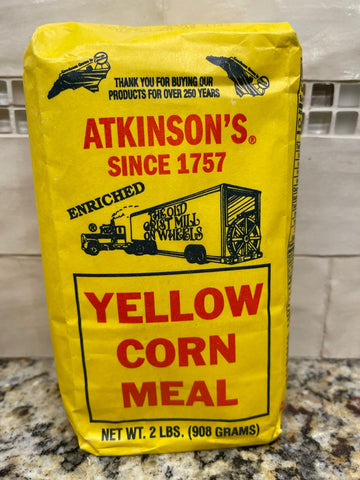 THANK YOU FOR BUYING OUR
PRODUCTS FOR OVER 250 YEARS
ATKINSON'S®
SINCE 1757
ENRICHED
THE OLD
GRIST MILL
ON WHEELS
YELLOW
CORN
MEAL
NET WT. 2 LBS. (908 GRAMS)